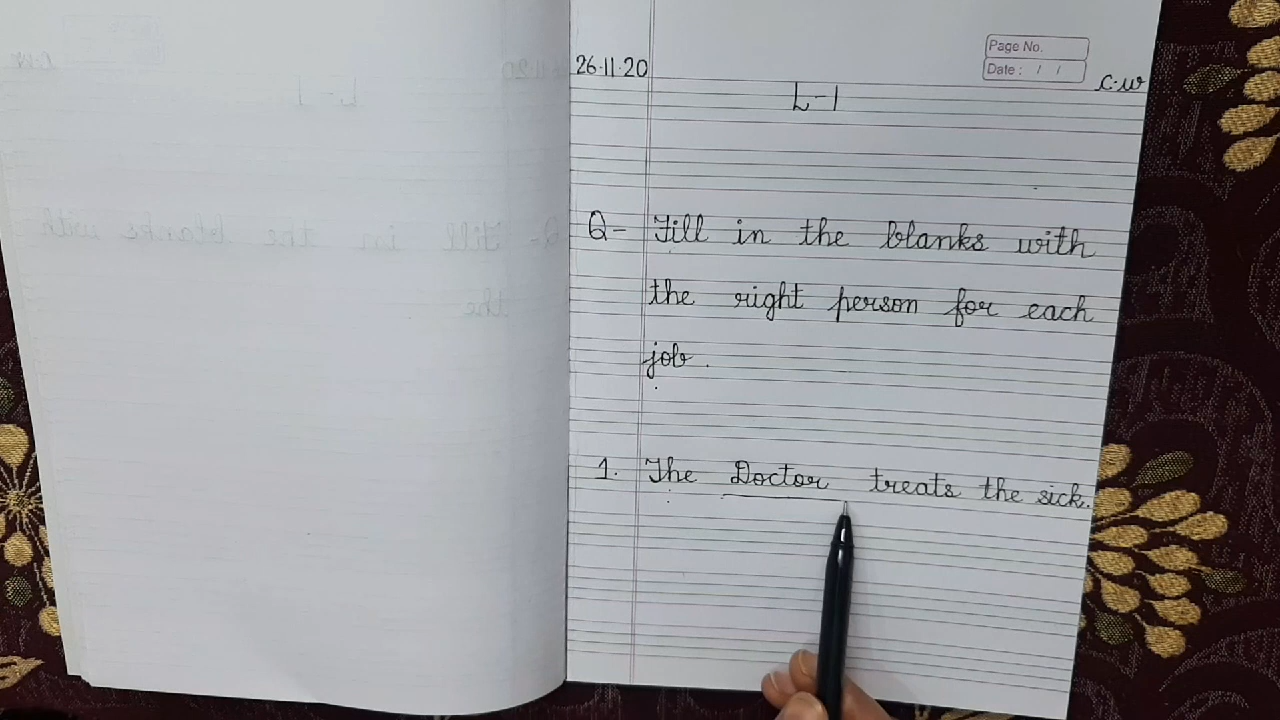 Page No.
Date : / /
26.11.20
C.W
L-1
Q- Fill in the blanks with
the right person for each
job.
1. The Doctor treats the sick.